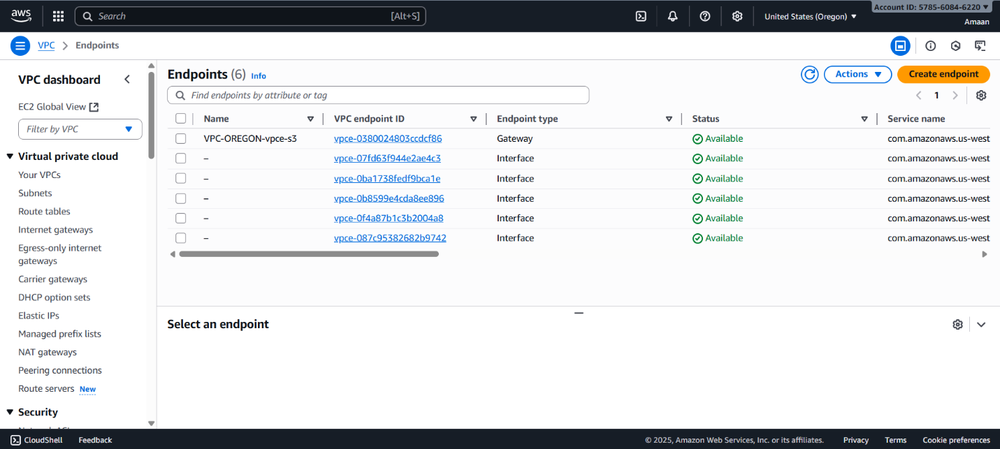 aws
Search [Alt+S]
United States (Oregon)
Account ID: 5785-6084-6220
Amaan
VPC Endpoints
VPC dashboard
EC2 Global View
Filter by VPC
Virtual private cloud
Your VPCs
Subnets
Route tables
Internet gateways
Egress-only internet
gateways
Carrier gateways
DHCP option sets
Elastic IPs
Managed prefix lists
NAT gateways
Peering connections
Route servers New
Security
Endpoints (6) Info
Actions
Create endpoint
Find endpoints by attribute or tag
1
Name VPC endpoint ID Endpoint type Status Service name
VPC-OREGON-vpce-s3 vpce-0380024803ccdcf86 Gateway Available com.amazonaws.us-west
– vpce-07fd63f944e2ae4c3 Interface Available com.amazonaws.us-west
– vpce-0ba1738fedf9bca1e Interface Available com.amazonaws.us-west
– vpce-0b8599e4cda8ee896 Interface Available com.amazonaws.us-west
– vpce-0f4a87b1c3b2004a8 Interface Available com.amazonaws.us-west
– vpce-087c95382682b9742 Interface Available com.amazonaws.us-west
Select an endpoint
CloudShell Feedback © 2025, Amazon Web Services, Inc. or its affiliates. Privacy Terms Cookie preferences